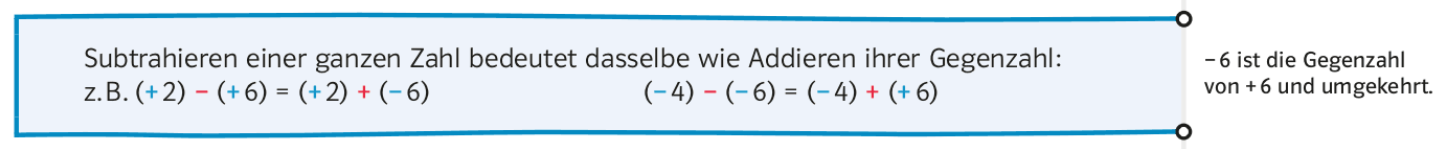 Subtrahieren einer ganzen Zahl bedeutet dasselbe wie Addieren ihrer Gegenzahl:
z. B. (+ 2) − (+ 6) = (+ 2) + (− 6) (− 4) − (− 6) = (− 4) + (+ 6)
− 6 ist die Gegenzahl
von + 6 und umgekehrt.